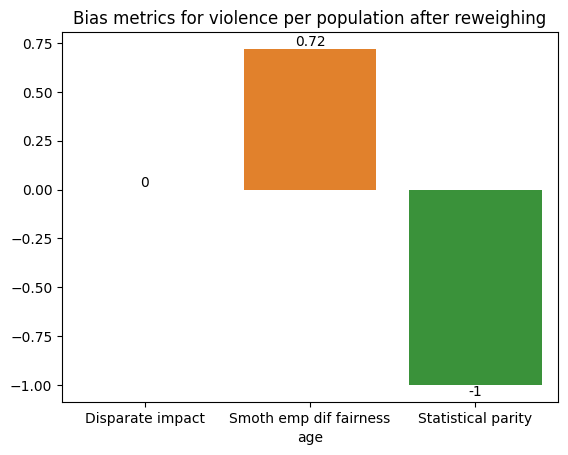 Bias metrics for violence per population after reweighing
0.75
0.50
0.25
0.00
−0.25
−0.50
−0.75
−1.00
0
0.72
-1
Disparate impact
Smoth emp dif fairness
Statistical parity
age